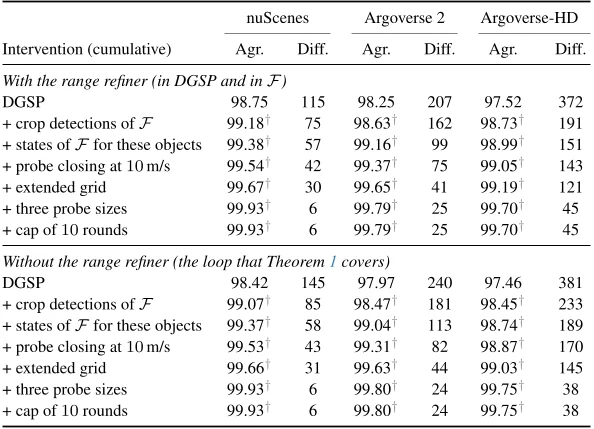 nuScenes Argoverse 2 Argoverse-HD
Intervention (cumulative) Agr. Diff. Agr. Diff. Agr. Diff.
With the range refiner (in DGSP and in F)
DGSP 98.75 115 98.25 207 97.52 372
+ crop detections of F 99.18† 75 98.63† 162 98.73† 191
+ states of F for these objects 99.38† 57 99.16† 99 98.99† 151
+ probe closing at 10 m/s 99.54† 42 99.37† 75 99.05† 143
+ extended grid 99.67† 30 99.65† 41 99.19† 121
+ three probe sizes 99.93† 6 99.79† 25 99.70† 45
+ cap of 10 rounds 99.93† 6 99.79† 25 99.70† 45
Without the range refiner (the loop that Theorem 1 covers)
DGSP 98.42 145 97.97 240 97.46 381
+ crop detections of F 99.07† 85 98.47† 181 98.45† 233
+ states of F for these objects 99.37† 58 99.04† 113 98.74† 189
+ probe closing at 10 m/s 99.53† 43 99.31† 82 98.87† 170
+ extended grid 99.66† 31 99.63† 44 99.03† 145
+ three probe sizes 99.93† 6 99.80† 24 99.75† 38
+ cap of 10 rounds 99.93† 6 99.80† 24 99.75† 38